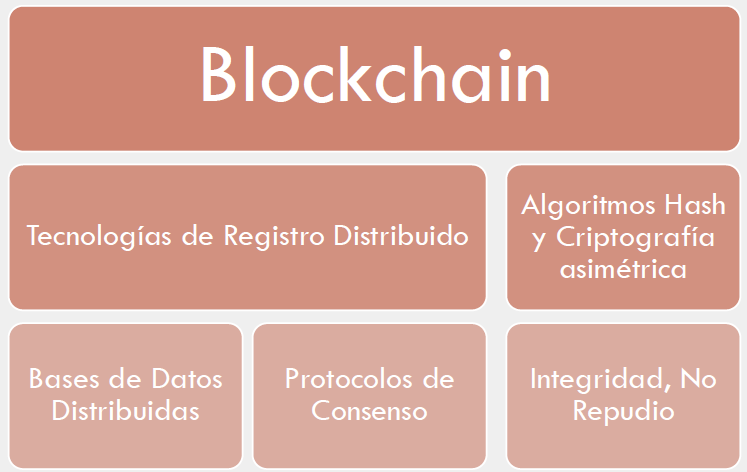 Blockchain
Tecnologías de Registro Distribuido
Algoritmos Hash
y Criptografía
asimétrica
Bases de Datos
Distribuidas
Protocolos de
Consenso
Integridad, No
Repudio